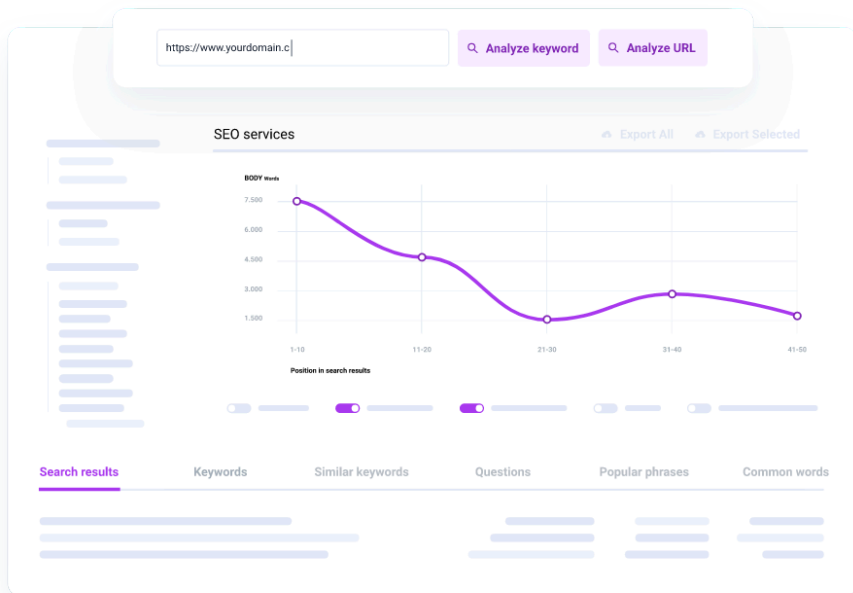 https://www.yourdomain.c
Analyze keyword
Analyze URL
SEO services
Export All
Export Selected
BODY Words
7.500
6.000
4.500
3.000
1.500
1-10
11-20
21-30
31-40
41-50
Position in search results
Search results
Keywords
Similar keywords
Questions
Popular phrases
Common words